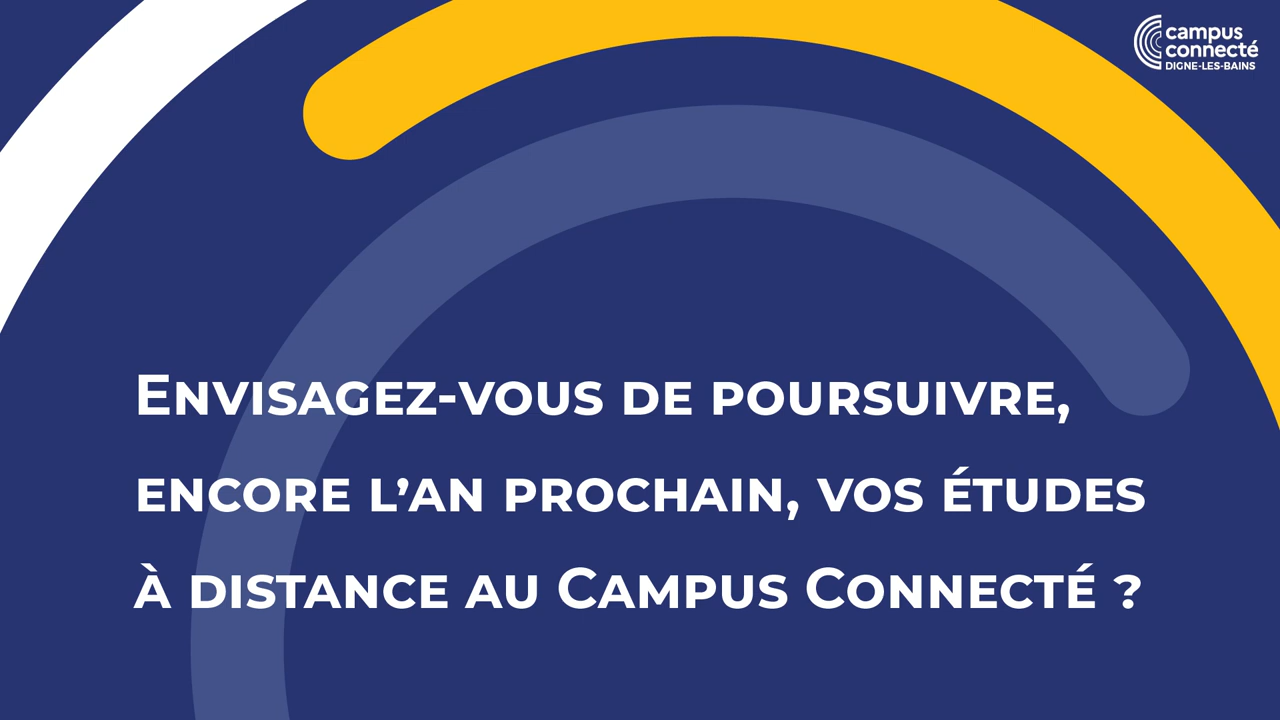 campus
connecté
DIGNE-LES-BAINS
Envisagez-vous de poursuivre,
encore l’an prochain, vos études
à distance au Campus Connecté ?